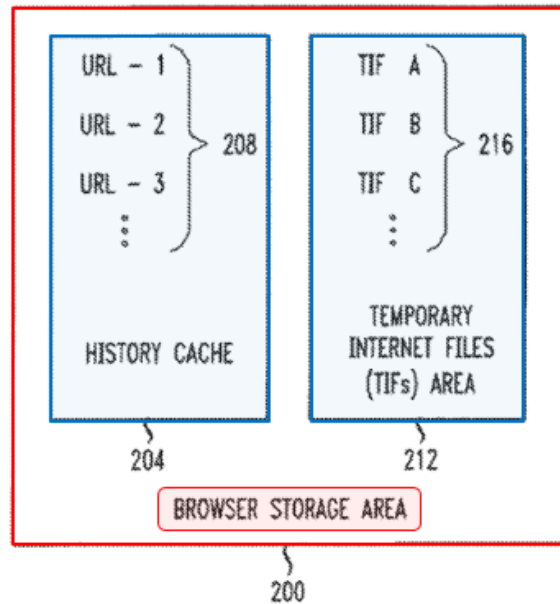 URL - 1
URL - 2
URL - 3
208
HISTORY CACHE
204
TIF A
TIF B
TIF C
216
TEMPORARY
INTERNET FILES
(TIFs) AREA
212
BROWSER STORAGE AREA
200